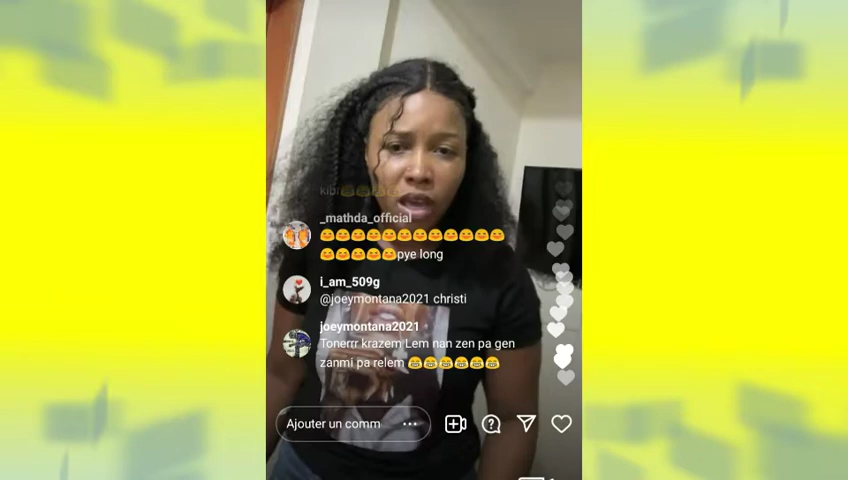 kibr😂😂😂😂
_mathda_official
😂😂😂😂😂😂😂😂😂😂😂😂
😂😂😂😂😂pye long
i_am_509g
@joeymontana2021 christi
joeymontana2021
Tonerrr krazem Lem nan zen pa gen
zanmi pa relem 😂😂😂😂😂😂
Ajouter un comm